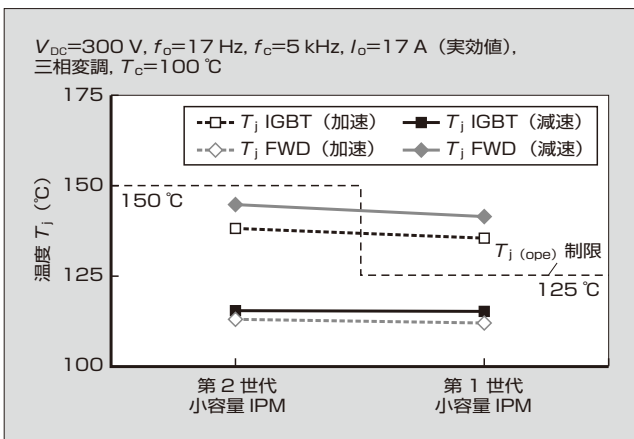 V_DC=300 V, f_o=17 Hz, f_c=5 kHz, I_o=17 A（実効値），
三相変調, T_C=100 ℃
175
T_j IGBT（加速） T_j IGBT（減速）
T_j FWD（加速） T_j FWD（減速）
150
150 ℃
温度 T_j（℃）
T_j（ope）制限
125
125 ℃
100
第 2 世代 第 1 世代
小容量 IPM 小容量 IPM